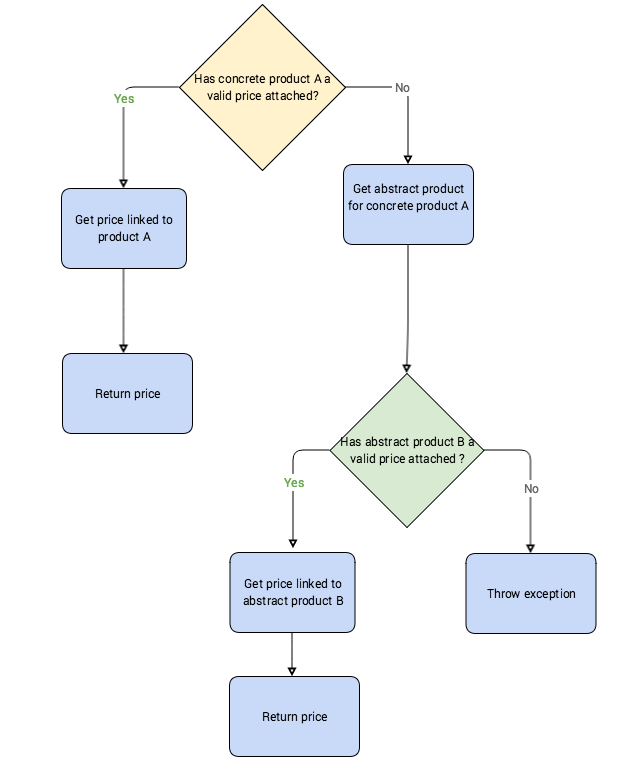 Has concrete product A a
valid price attached?
Yes
No
Get abstract product
for concrete product A
Get price linked to
product A
Return price
Has abstract product B a
valid price attached ?
Yes
No
Get price linked to
abstract product B
Throw exception
Return price